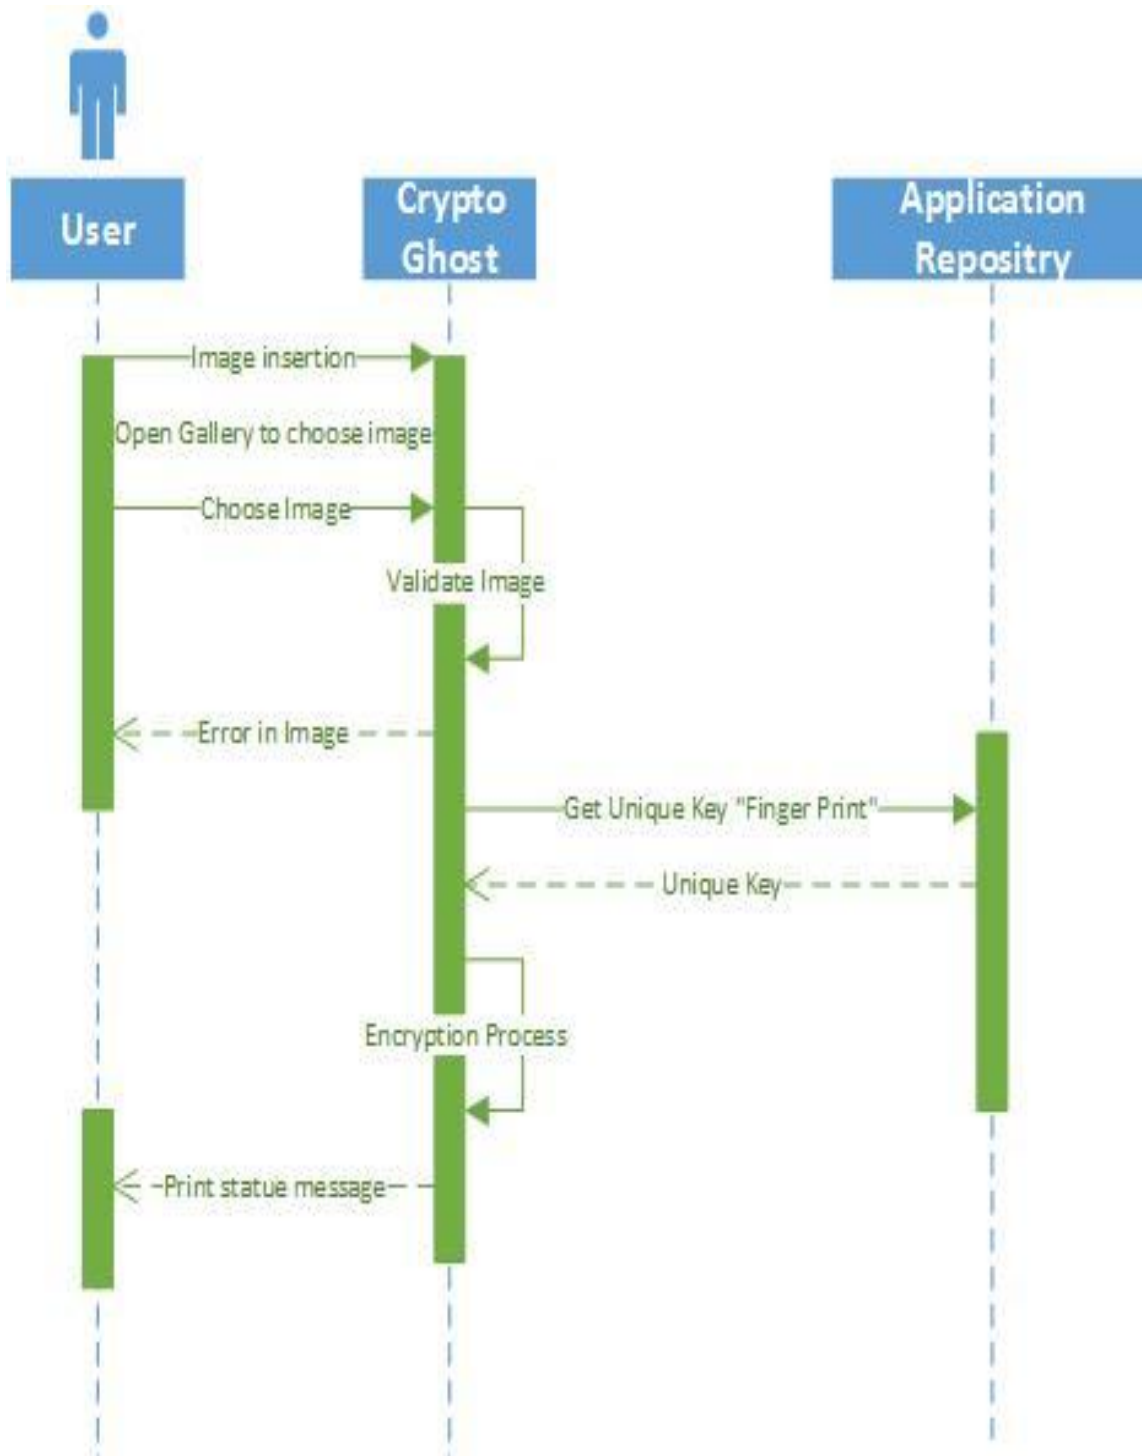 User
Crypto
Ghost
Application
Repositry
Image insertion
Open Gallery to choose image
Choose Image
Validate Image
Error in Image
Get Unique Key "Finger Print"
Unique Key
Encryption Process
Print statue message